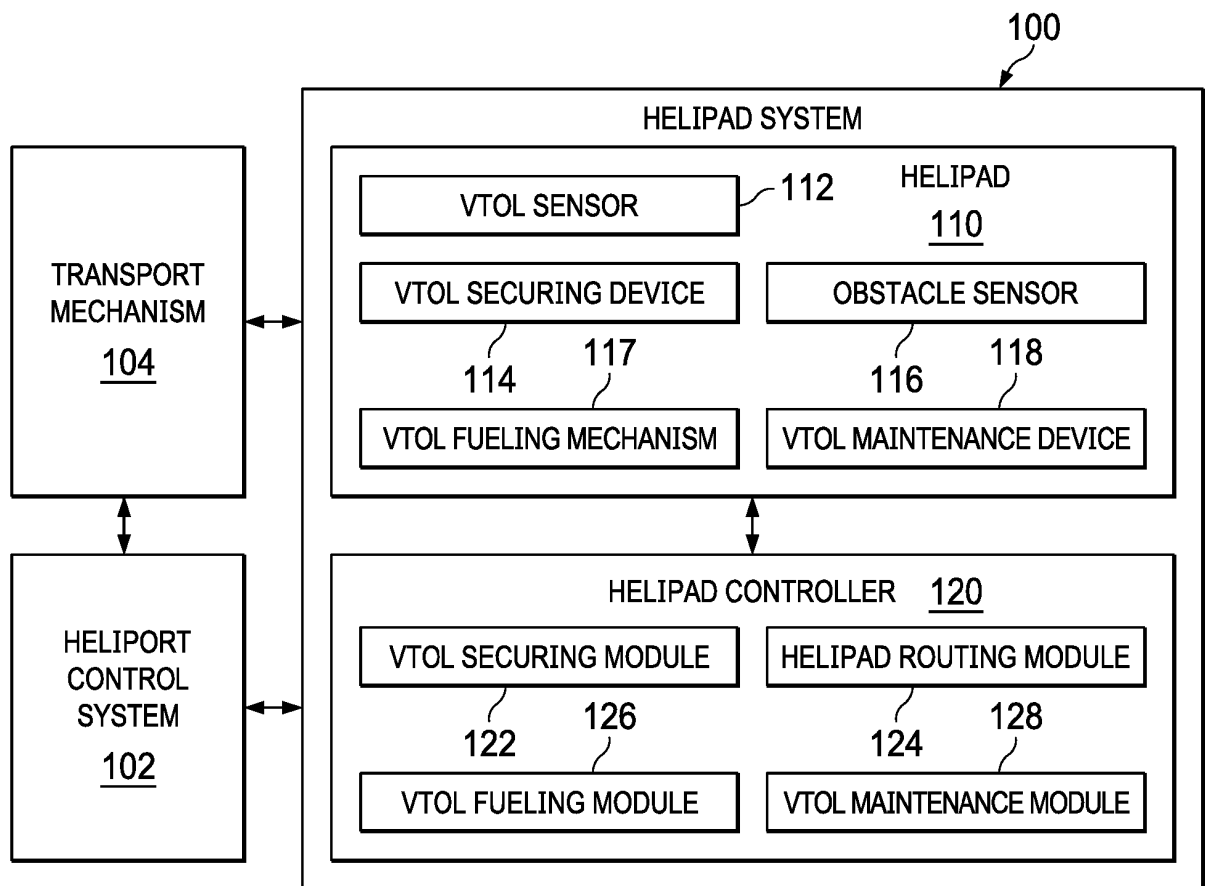 100
HELIPAD SYSTEM
HELIPAD
110
VTOL SENSOR
112
VTOL SECURING DEVICE
114
OBSTACLE SENSOR
116
117
VTOL FUELING MECHANISM
118
VTOL MAINTENANCE DEVICE
TRANSPORT
MECHANISM
104
HELIPORT
CONTROL
SYSTEM
102
HELIPAD CONTROLLER 120
VTOL SECURING MODULE
122
HELIPAD ROUTING MODULE
124
126
VTOL FUELING MODULE
128
VTOL MAINTENANCE MODULE